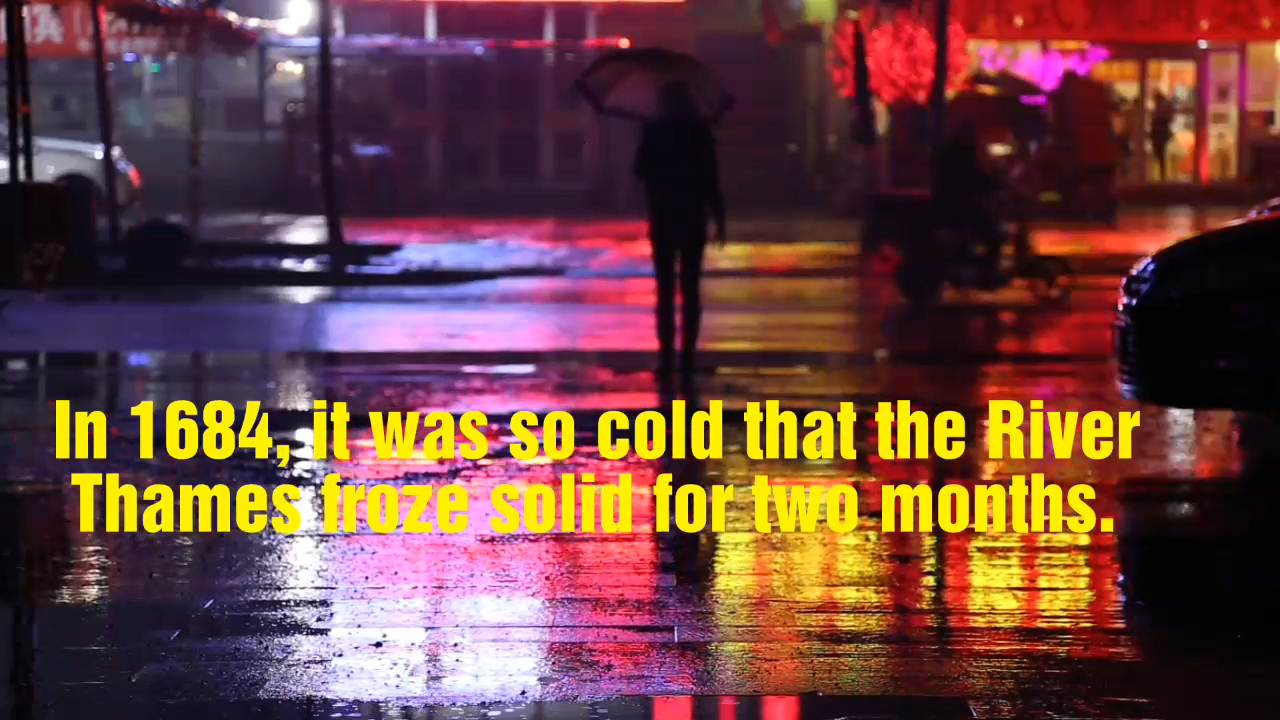 In 1684, it was so cold that the River
Thames froze solid for two months.